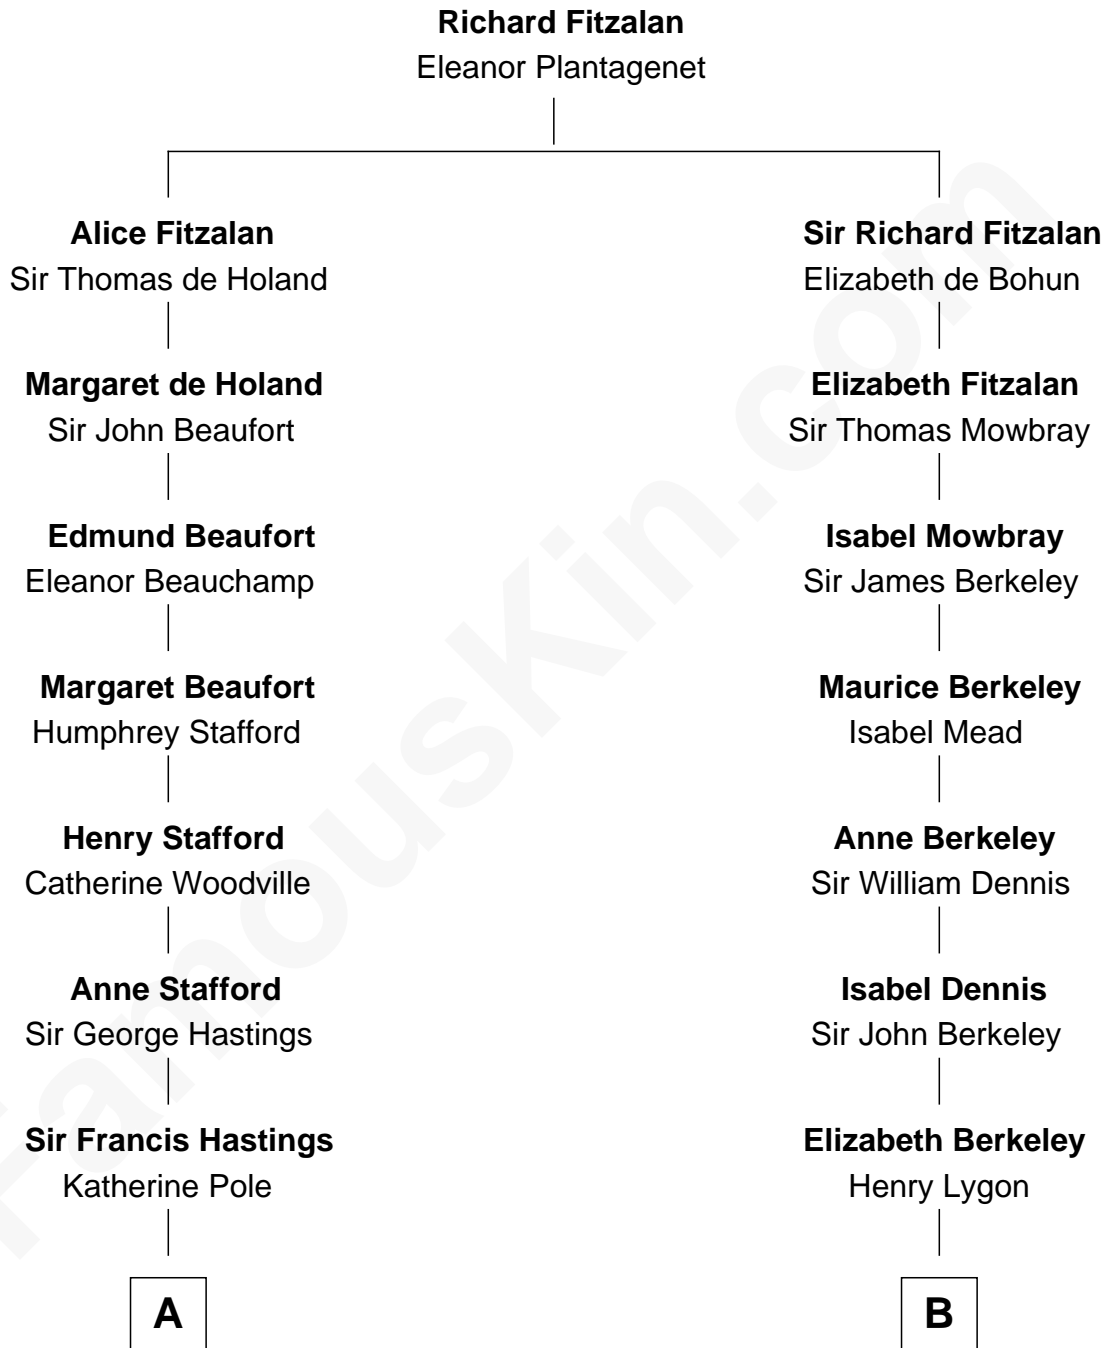 Richard Fitzalan
Eleanor Plantagenet
Alice Fitzalan
Sir Thomas de Holand
Margaret de Holand
Sir John Beaufort
Edmund Beaufort
Eleanor Beauchamp
Margaret Beaufort
Humphrey Stafford
Henry Stafford
Catherine Woodville
Anne Stafford
Sir George Hastings
Sir Francis Hastings
Katherine Pole
A
Sir Richard Fitzalan
Elizabeth de Bohun
Elizabeth Fitzalan
Sir Thomas Mowbray
Isabel Mowbray
Sir James Berkeley
Maurice Berkeley
Isabel Mead
Anne Berkeley
Sir William Dennis
Isabel Dennis
Sir John Berkeley
Elizabeth Berkeley
Henry Lygon
B
FamousKin.com